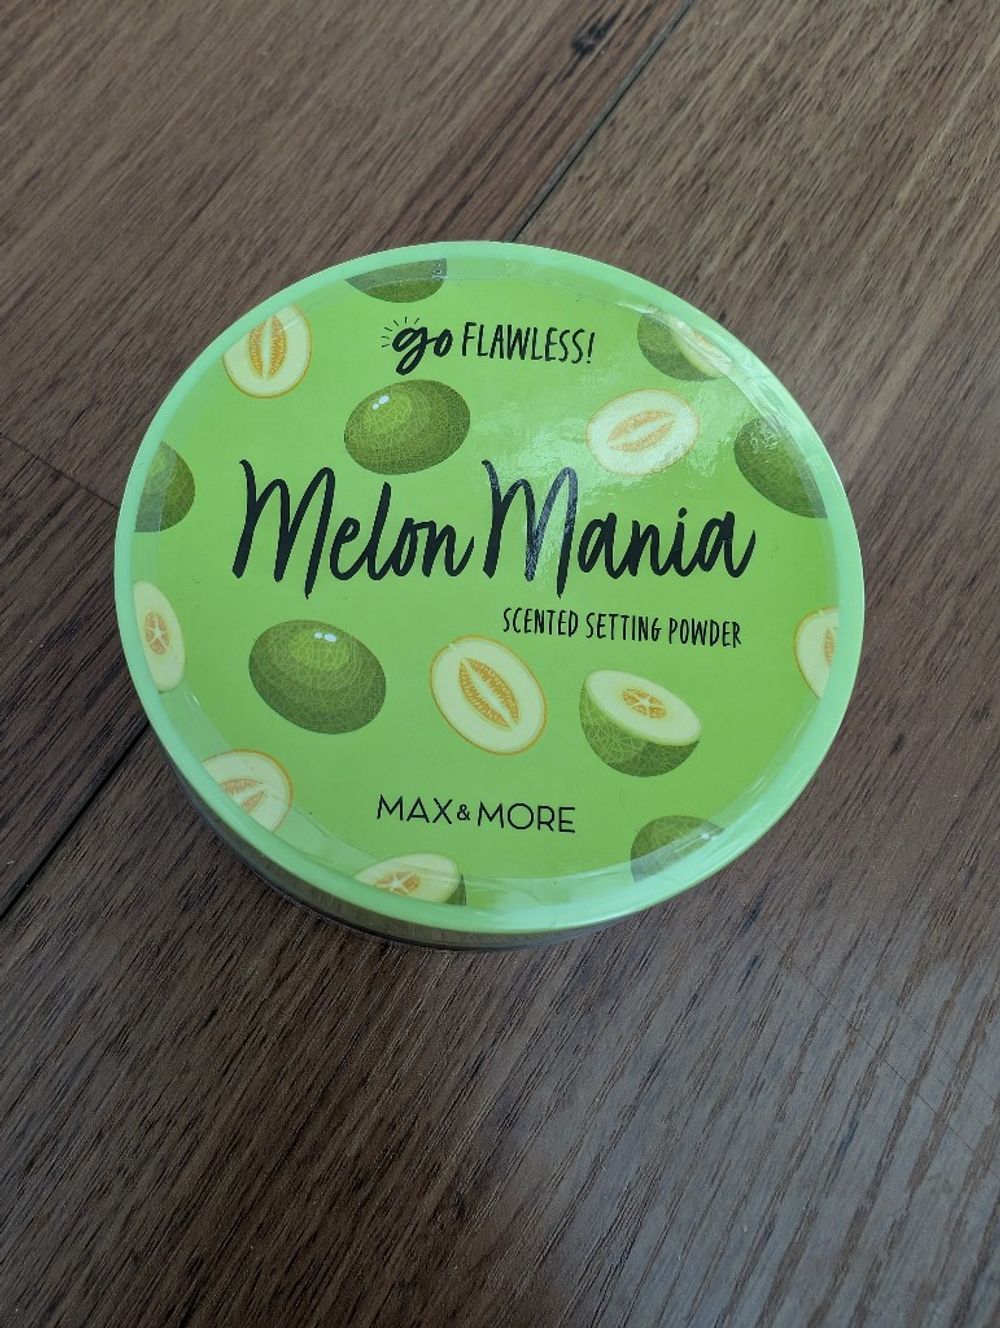 go FLAWLESS!
Melon Mania
SCENTED SETTING POWDER
MAX & MORE